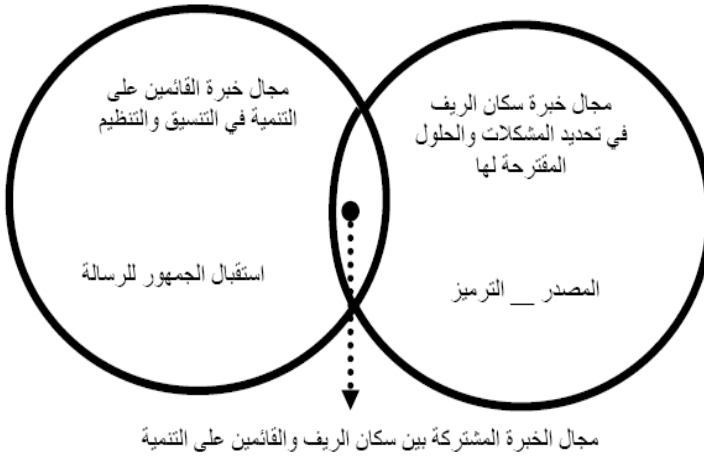 مجال خبرة سكان الريف
في تحديد المشكلات والحلول
المقترحة لها
المصدر __ الترميز
مجال خبرة القائمين على
التنمية في التنسيق والتنظيم
استقبال الجمهور للرسالة
مجال الخبرة المشتركة بين سكان الريف والقائمين على التنمية